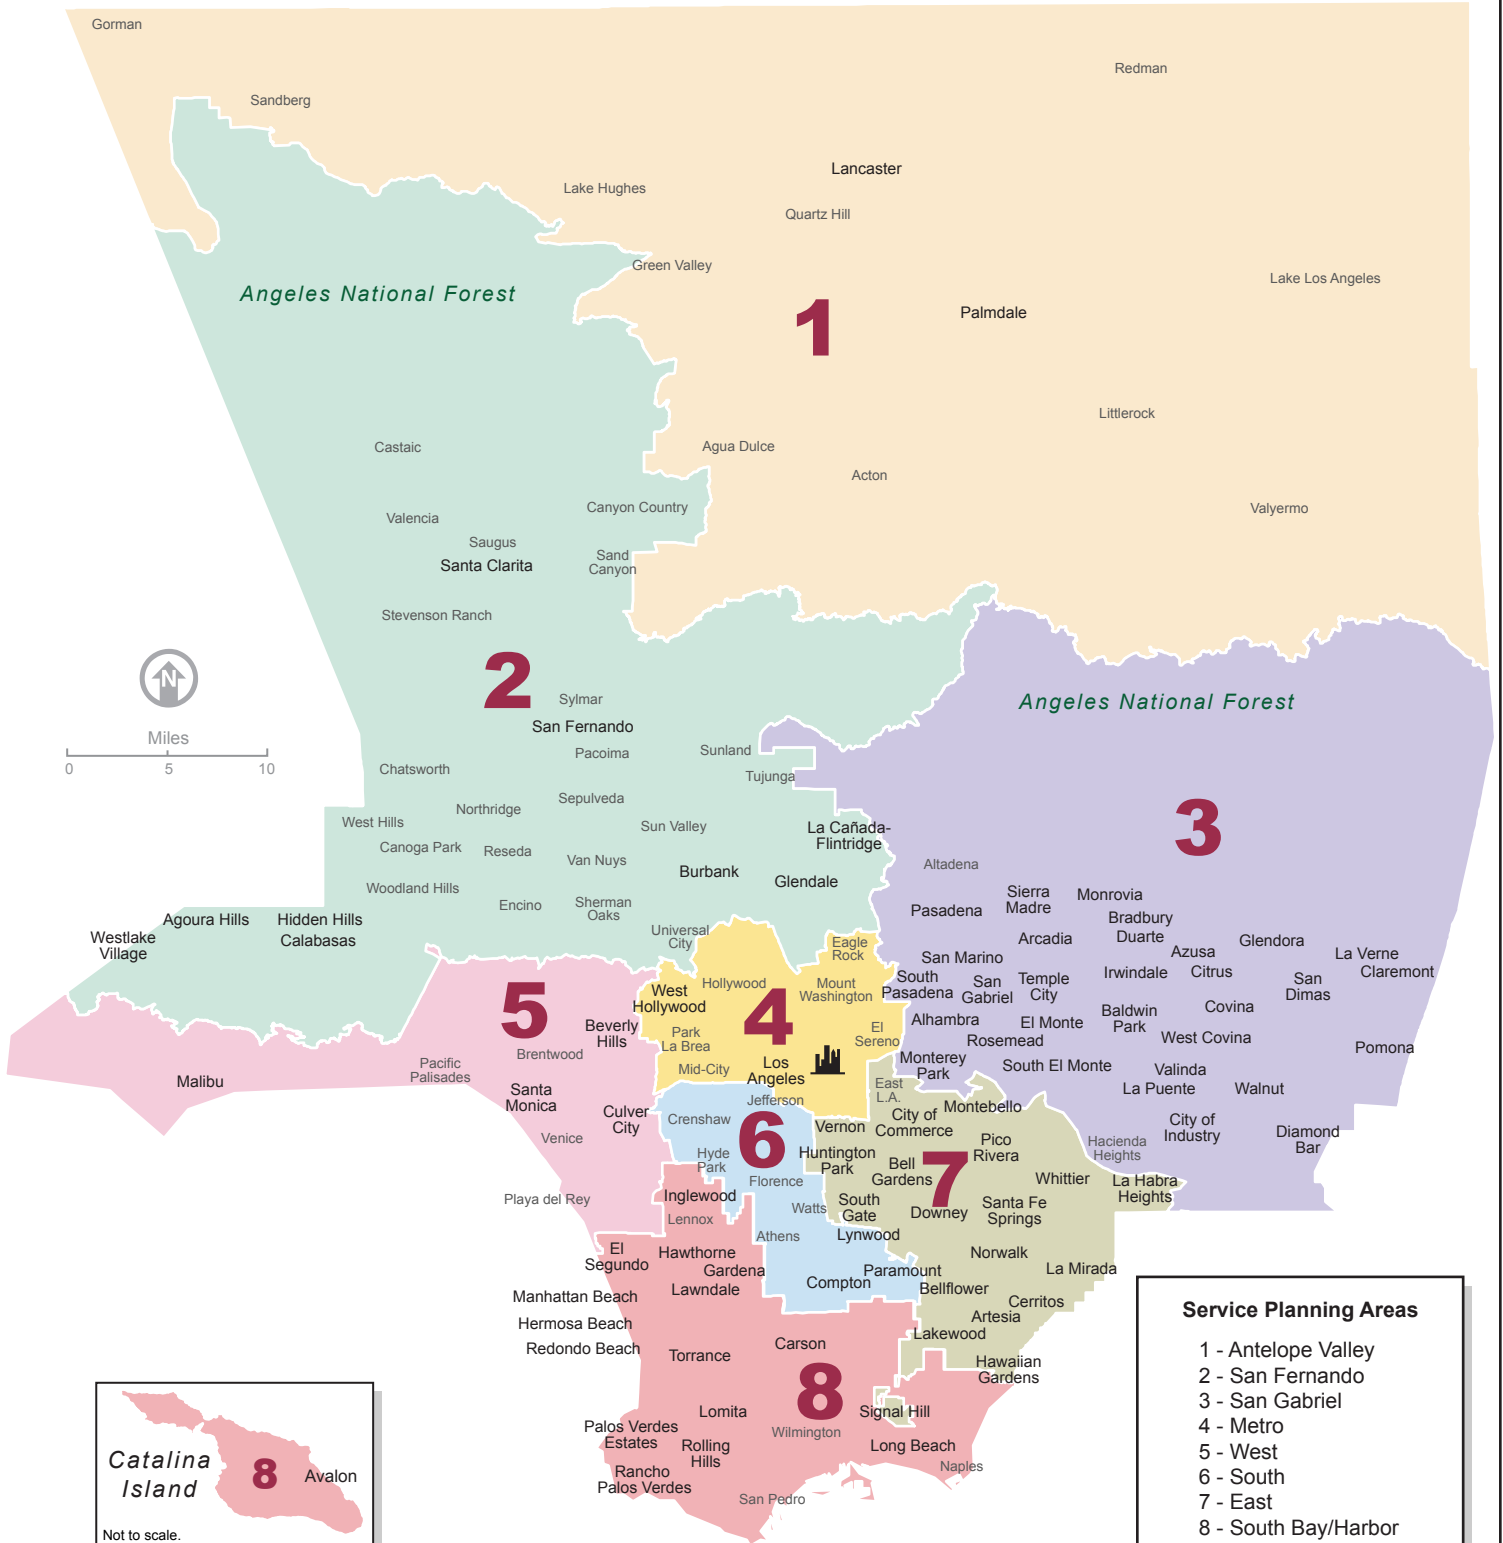 Gorman
Redman
Sandberg
Lancaster
Lake Hughes
Quartz Hill
Green Valley
Lake Los Angeles
Angeles National Forest
1
Palmdale
Littlerock
Castaic
Agua Dulce
Acton
Canyon Country
Valyermo
Valencia
Saugus
Sand
Canyon
Santa Clarita
Stevenson Ranch
N
Miles
0 5 10
2
Sylmar
San Fernando
Pacoima
Angeles National Forest
Sunland
Tujunga
Chatsworth
Sepulveda
Northridge
West Hills
Sun Valley
La Cañada-
Flintridge
3
Canoga Park
Reseda
Van Nuys
Burbank
Glendale
Altadena
Woodland Hills
Encino
Sherman
Oaks
Sierra
Madre
Monrovia
Pasadena
Bradbury
Agoura Hills
Hidden Hills
Calabasas
Westlake
Village
Universal
City
Eagle
Rock
Arcadia
Duarte
Azusa
Glendora
La Verne
San Marino
Irwindale
Citrus
Claremont
5
West
Hollywood
Hollywood
Mount
Washington
South
Pasadena
San
Gabriel
Temple
City
San
Dimas
4
Beverly
Hills
Park
La Brea
El
Sereno
Alhambra
El Monte
Baldwin
Park
Covina
Rosemead
West Covina
Brentwood
Pacific
Palisades
Mid-City
Los
Angeles
Monterey
Park
South El Monte
Valinda
Pomona
Malibu
Santa
Monica
East
L.A.
La Puente
Walnut
Culver
City
Jefferson
Crenshaw
6
Vernon
City of
Commerce
Montebello
City of
Industry
Diamond
Bar
Venice
Hyde
Park
Huntington
Park
Pico
Rivera
Hacienda
Heights
Bell
Gardens
7
Florence
Whittier
La Habra
Heights
Playa del Rey
Inglewood
Lennox
Watts
South
Gate
Downey
Santa Fe
Springs
Athens
Lynwood
El
Segundo
Hawthorne
Gardena
Lawndale
Norwalk
La Mirada
Compton
Paramount
Bellflower
Manhattan Beach
Cerritos
Artesia
Hermosa Beach
Lakewood
Redondo Beach
Torrance
Carson
Hawaiian
Gardens
8
Lomita
Signal Hill
Palos Verdes
Estates
Rolling
Hills
Wilmington
Long Beach
Rancho
Palos Verdes
Naples
San Pedro
Catalina
Island
8
Avalon
Not to scale.
Service Planning Areas
1 - Antelope Valley
2 - San Fernando
3 - San Gabriel
4 - Metro
5 - West
6 - South
7 - East
8 - South Bay/Harbor